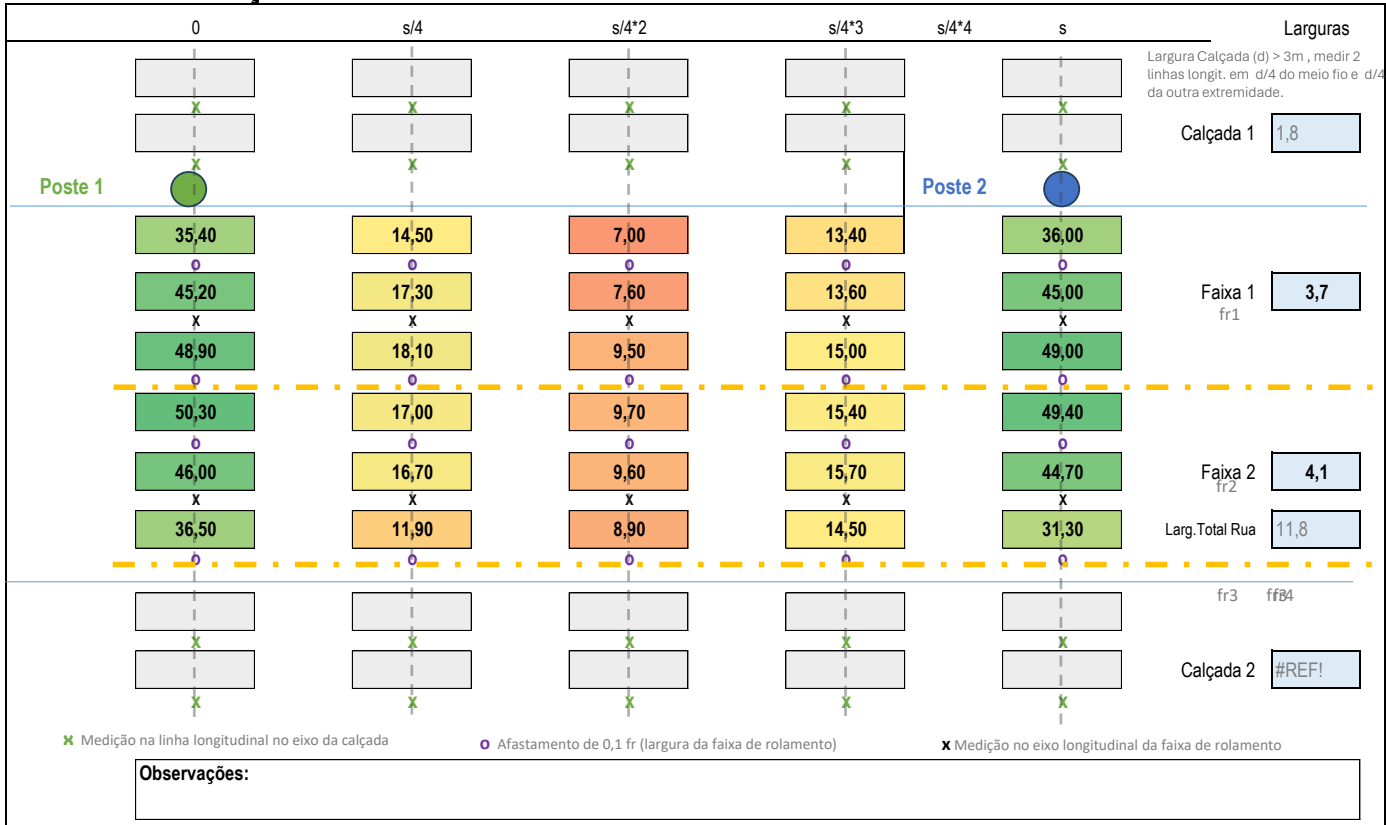 0 s/4 s/4*2 s/4*3 s/4*4 s Larguras
Largura Calçada (d) > 3m , medir 2
linhas longit. em d/4 do meio fio e d/4
da outra extremidade.
x x x x x
Calçada 1 1,8
x x x x x
Poste 1 Poste 2
35,40 14,50 7,00 13,40 36,00
o o o o o
45,20 17,30 7,60 13,60 45,00 Faixa 1 3,7
fr1
x x x x x
48,90 18,10 9,50 15,00 49,00
o o o o o
50,30 17,00 9,70 15,40 49,40
o o o o o
46,00 16,70 9,60 15,70 44,70 Faixa 2 4,1
fr2
x x x x x
36,50 11,90 8,90 14,50 31,30 Larg.Total Rua 11,8
o o o o o
fr3
x x x x x
Calçada 2 #REF!
x x x x x
x Medição na linha longitudinal no eixo da calçada o Afastamento de 0,1 fr (largura da faixa de rolamento) x Medição no eixo longitudinal da faixa de rolamento
Observações: